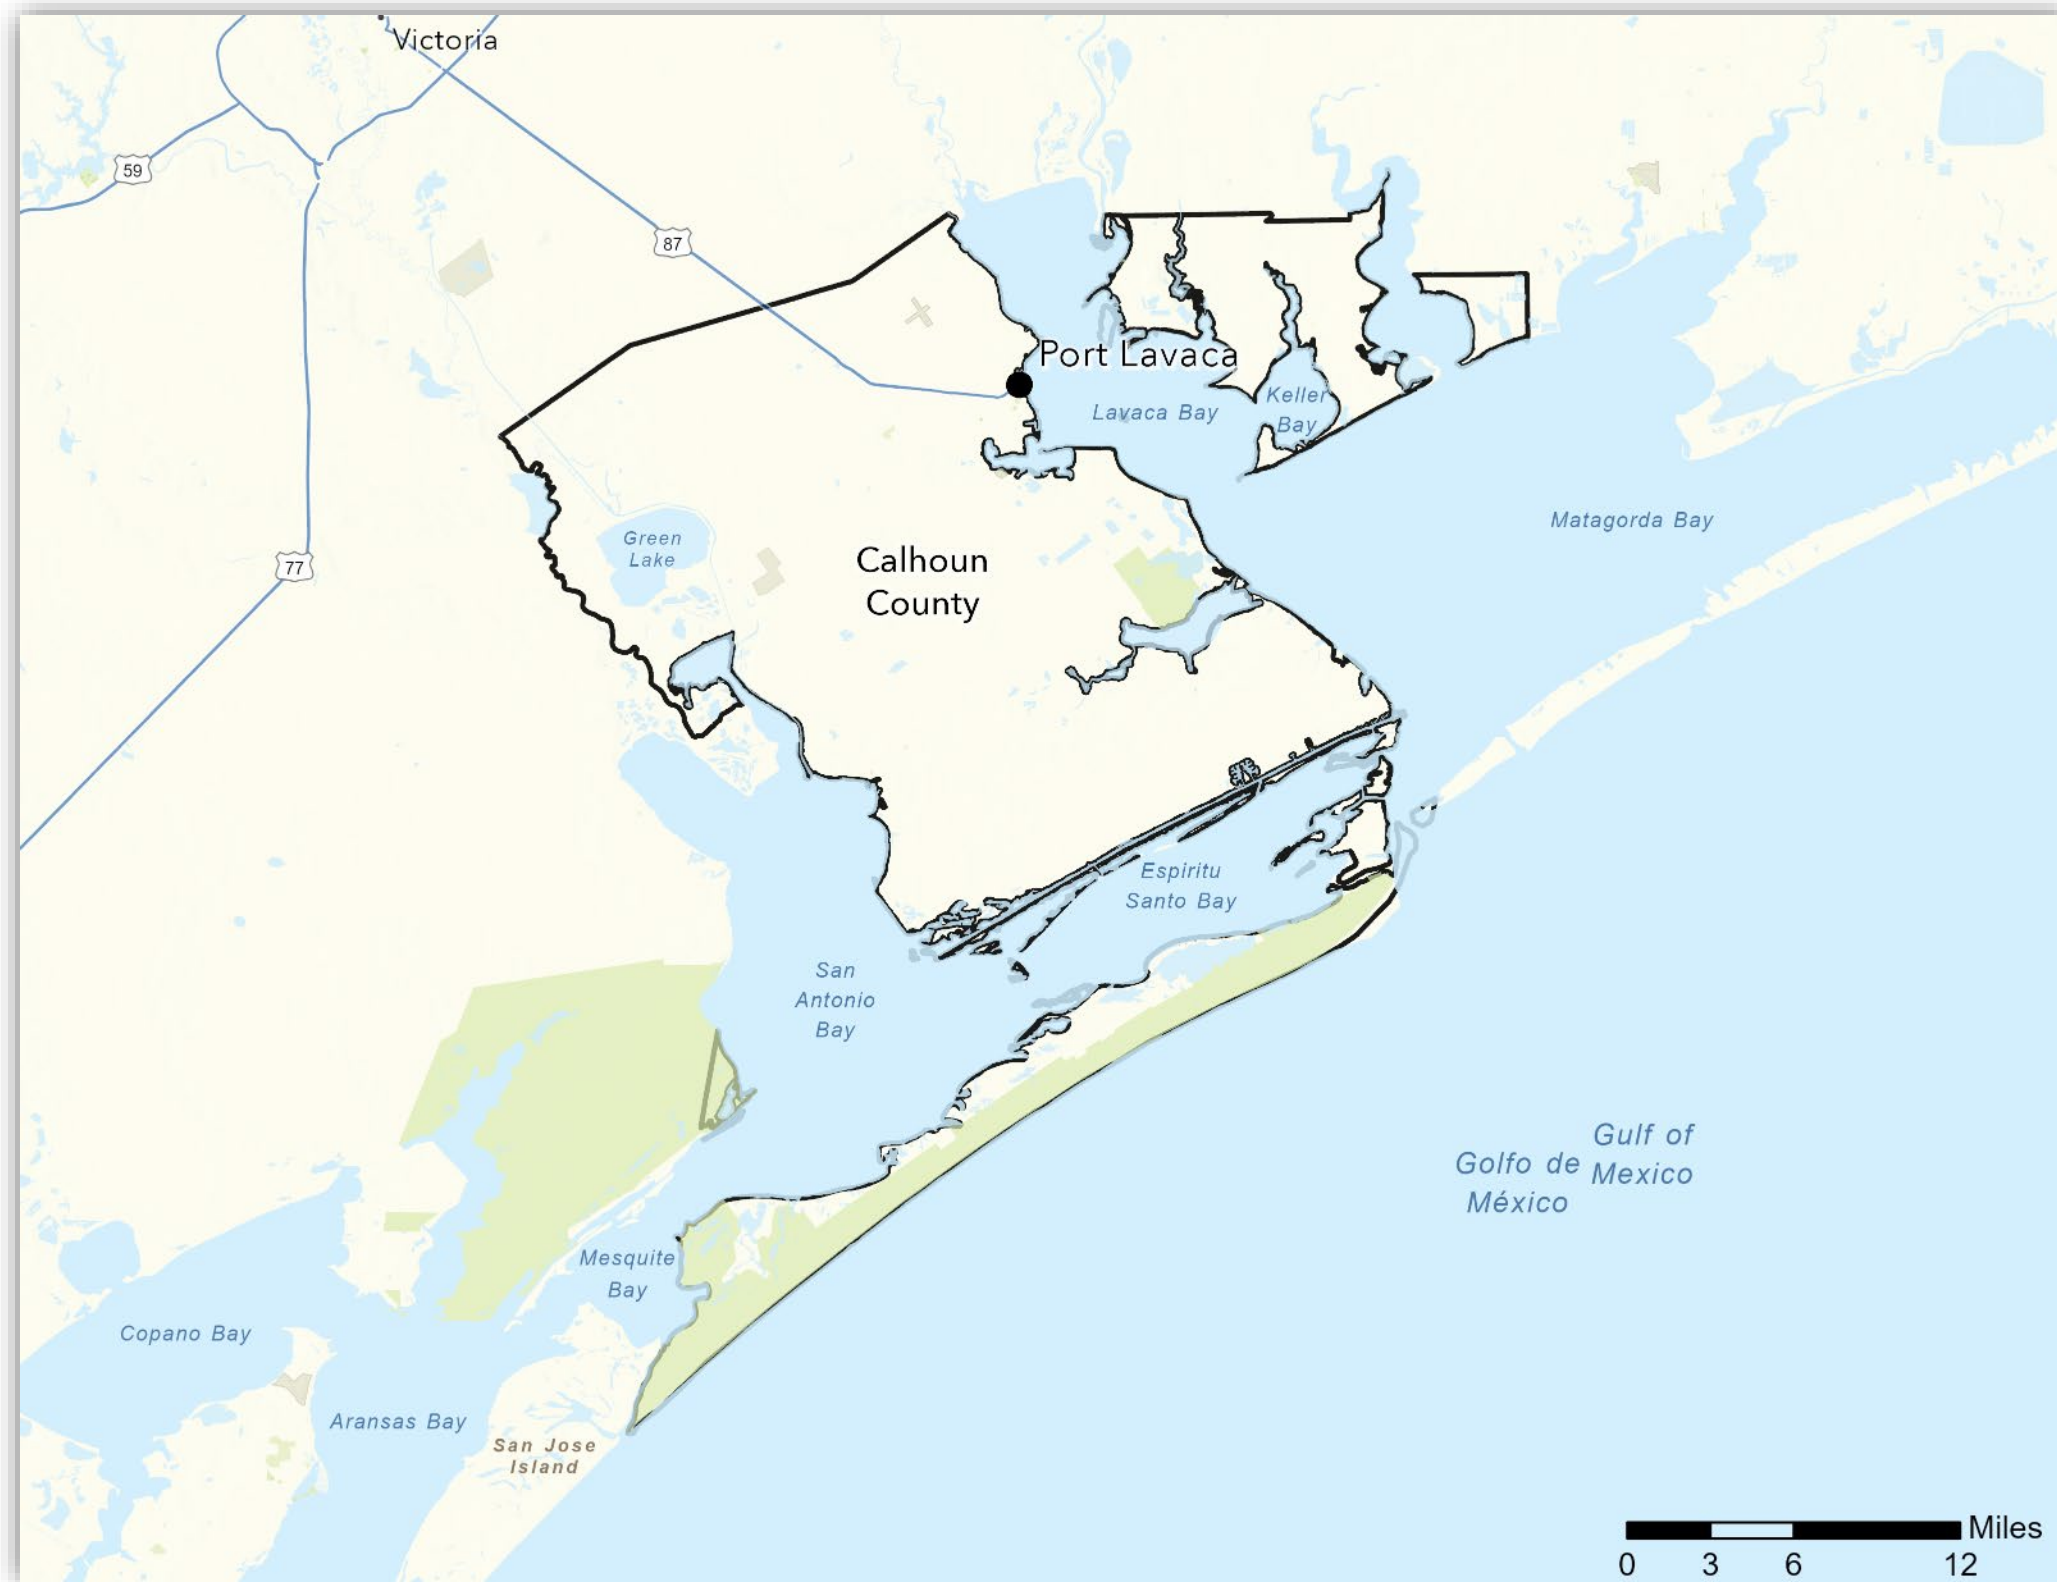 Victoria
59
87
Port Lavaca
Keller
Bay
Lavaca Bay
Matagorda Bay
Green
Lake
Calhoun
County
77
Espiritu
Santo Bay
San
Antonio
Bay
Gulf of
Mexico
Golfo de
México
Mesquite
Bay
Copano Bay
Aransas Bay
San Jose
Island
Miles
0 3 6 12